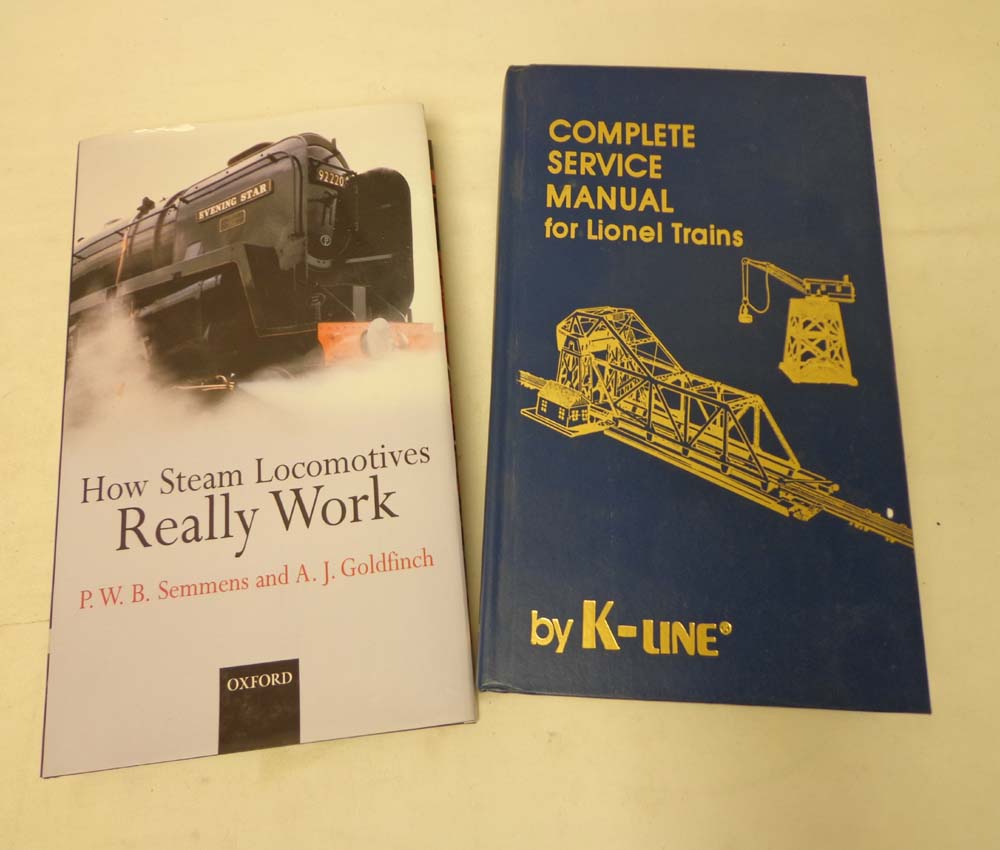 EVENING STAR
92220
How Steam Locomotives
Really Work
P. W. B. Semmens and A. J. Goldfinch
OXFORD
COMPLETE
SERVICE
MANUAL
for Lionel Trains
by K-LINE®